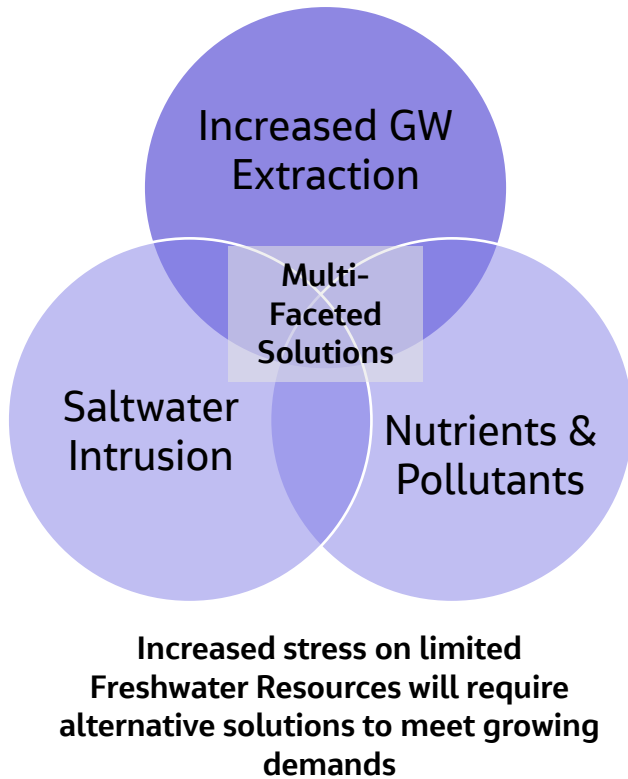 Increased GW
Extraction
Multi-
Faceted
Solutions
Saltwater
Intrusion
Nutrients &
Pollutants
Increased stress on limited
Freshwater Resources will require
alternative solutions to meet growing
demands